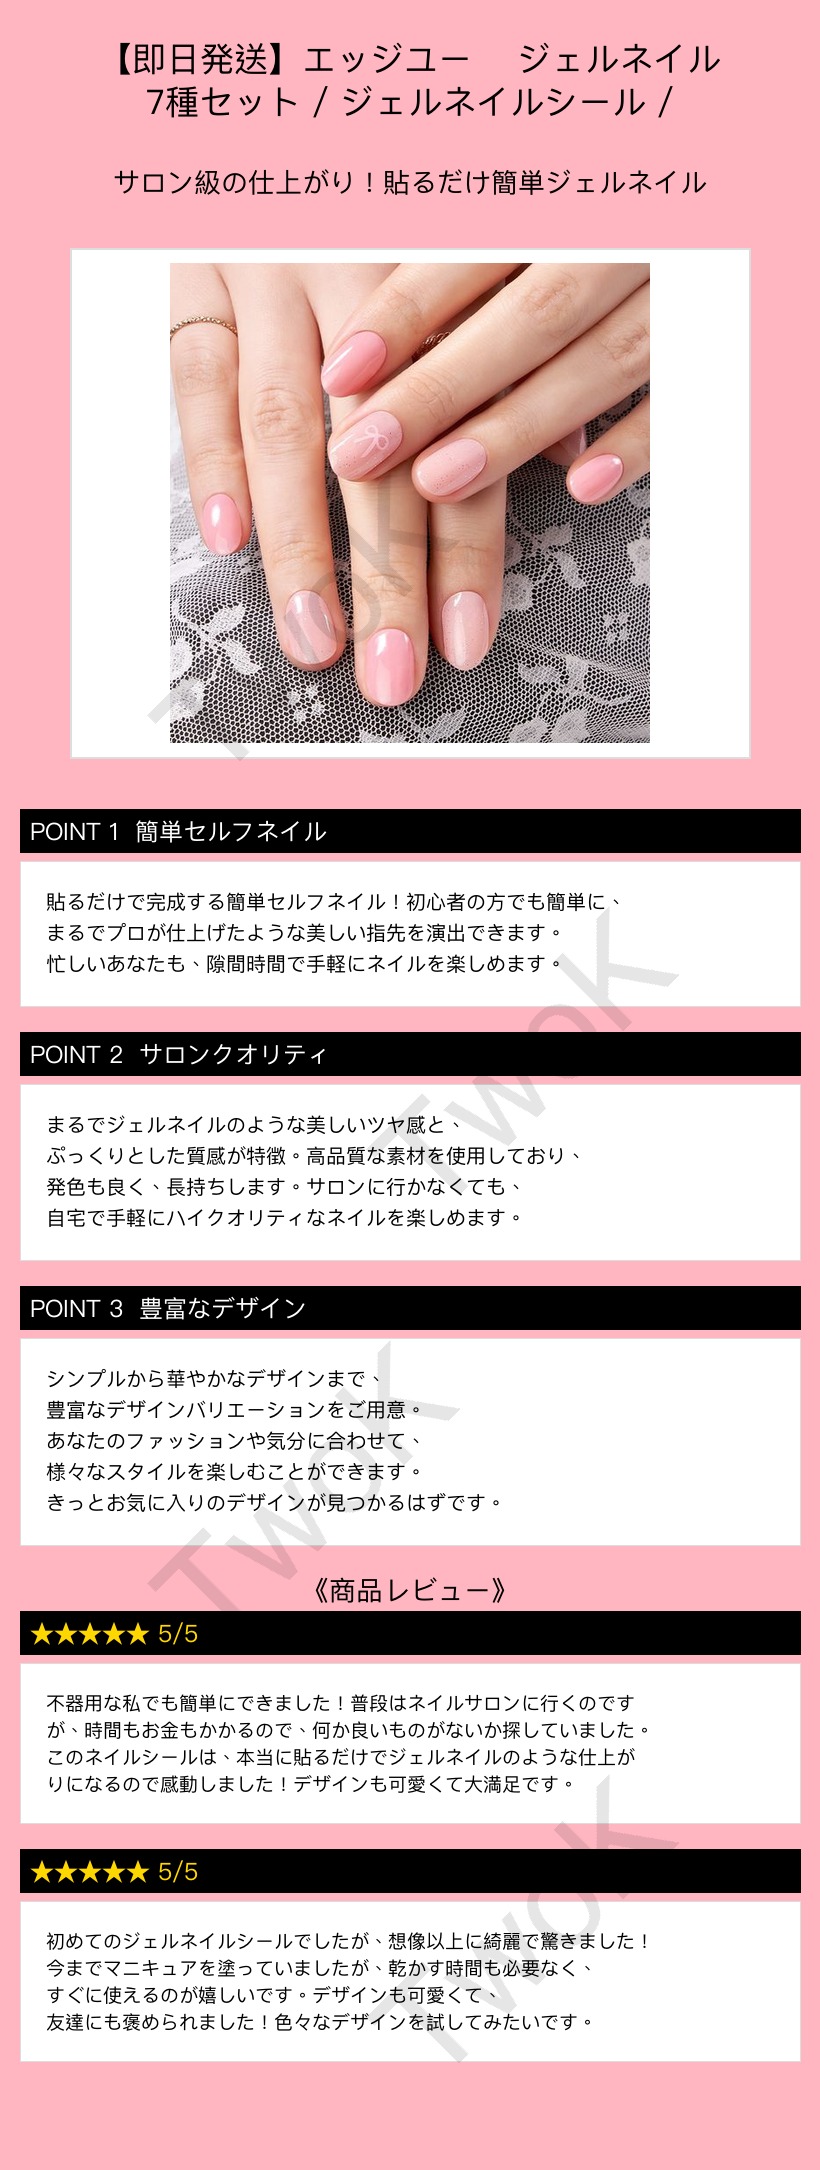 【即日発送】エッジユー　ジェルネイル
7種セット / ジェルネイルシール /
サロン級の仕上がり！貼るだけ簡単ジェルネイル
POINT 1 簡単セルフネイル
貼るだけで完成する簡単セルフネイル！初心者の方でも簡単に、
まるでプロが仕上げたような美しい指先を演出できます。
忙しいあなたも、隙間時間で手軽にネイルを楽しめます。
POINT 2 サロンクオリティ
まるでジェルネイルのような美しいツヤ感と、
ぷっくりとした質感が特徴。高品質な素材を使用しており、
発色も良く、長持ちします。サロンに行かなくても、
自宅で手軽にハイクオリティなネイルを楽しめます。
POINT 3 豊富なデザイン
シンプルから華やかなデザインまで、
豊富なデザインバリエーションをご用意。
あなたのファッションや気分に合わせて、
様々なスタイルを楽しむことができます。
きっとお気に入りのデザインが見つかるはずです。
《商品レビュー》
★★★★★ 5/5
不器用な私でも簡単にできました！普段はネイルサロンに行くのです
が、時間もお金もかかるので、何か良いものがないか探していました。
このネイルシールは、本当に貼るだけでジェルネイルのような仕上が
りになるので感動しました！デザインも可愛くて大満足です。
★★★★★ 5/5
初めてのジェルネイルシールでしたが、想像以上に綺麗で驚きました！
今までマニキュアを塗っていましたが、乾かす時間も必要なく、
すぐに使えるのが嬉しいです。デザインも可愛くて、
友達にも褒められました！色々なデザインを試してみたいです。
TwoK
TwoK
TwoK
TwoK